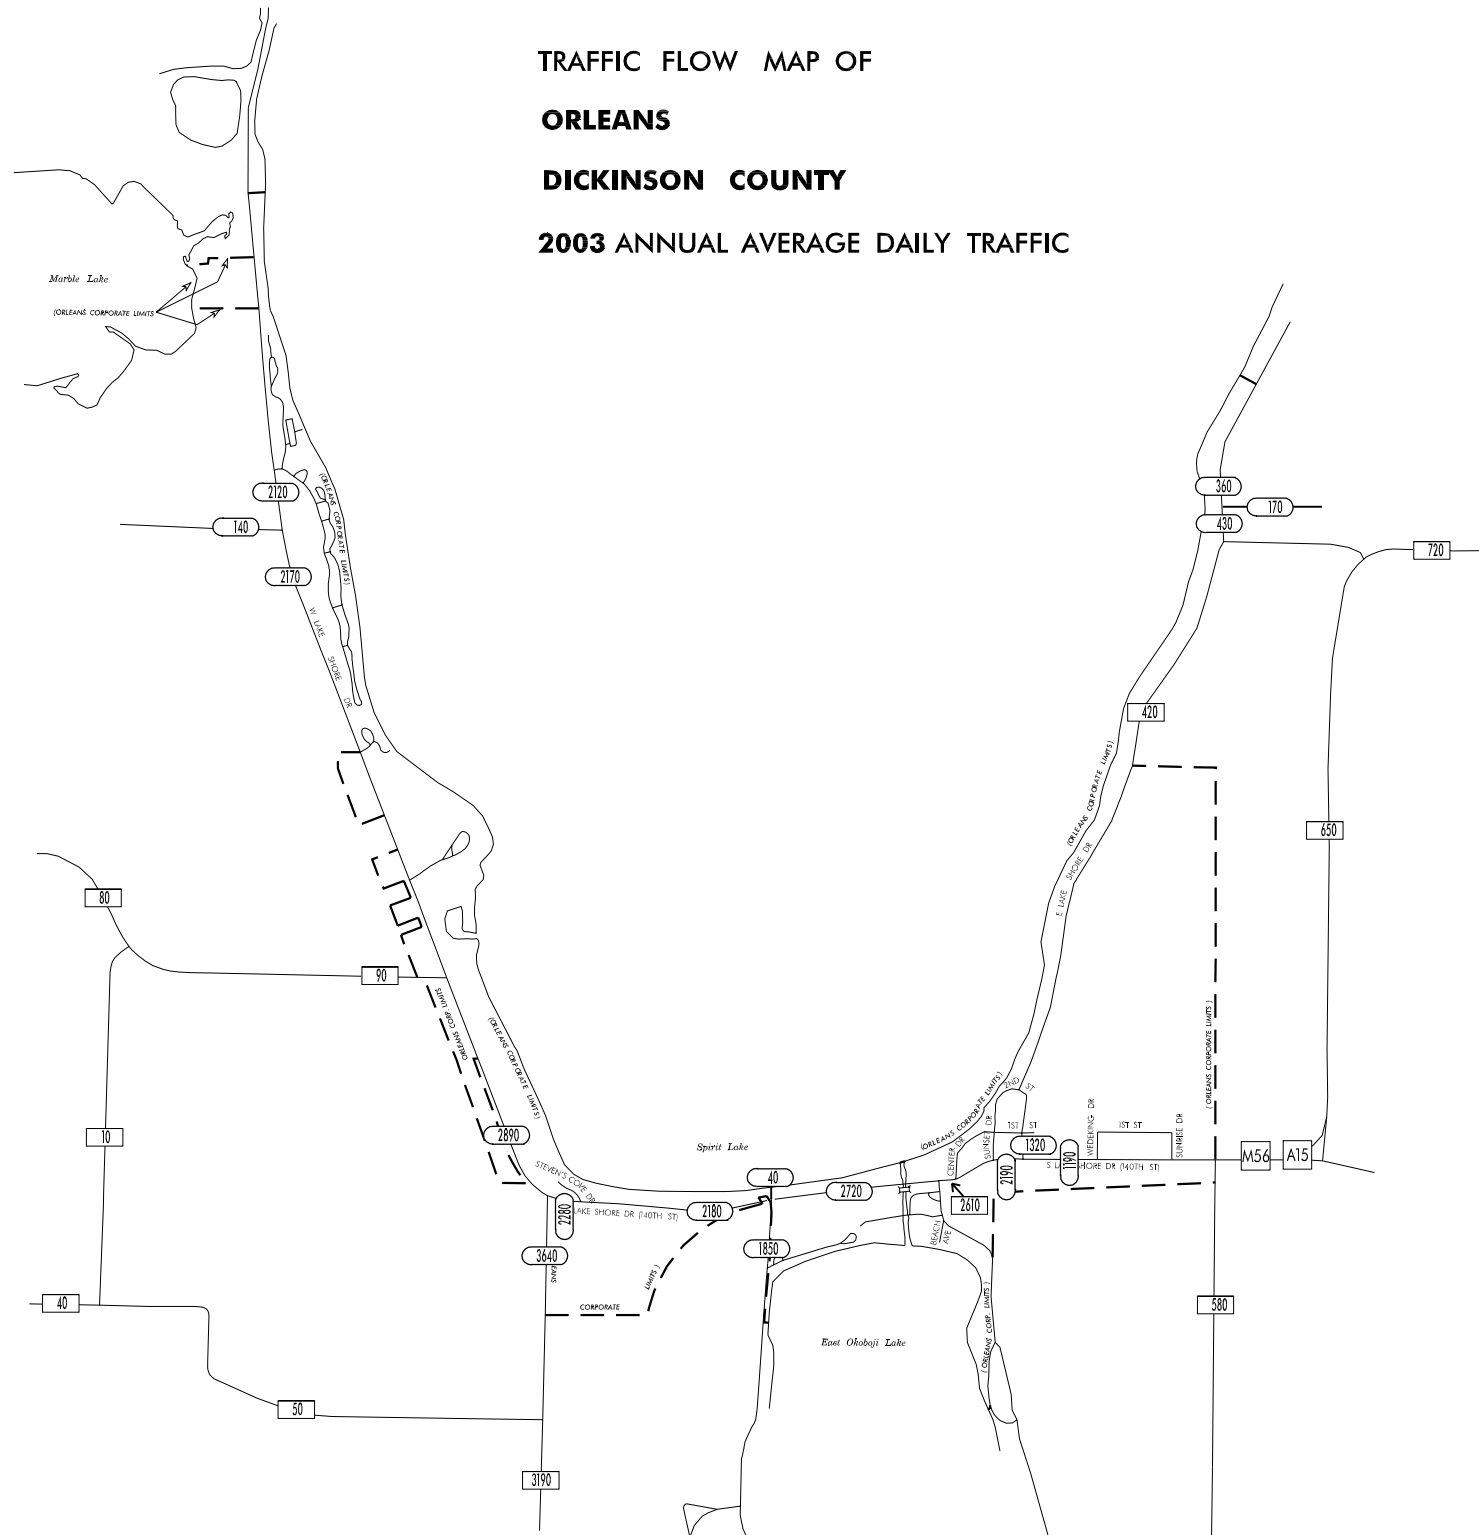 TRAFFIC FLOW MAP OF
ORLEANS
DICKINSON COUNTY
2003 ANNUAL AVERAGE DAILY TRAFFIC
Marble Lake
(ORLEANS CORPORATE LIMITS
(ORLEANS CORPORATE LIMITS)
2120
140
2170
W LAKE SHORE DR
360
170
430
720
420
(ORLEANS CORPORATE LIMITS)
E LAKE SHORE DR
650
80
90
ORLEANS CORP. LIMITS
(ORLEANS CORPORATE LIMITS)
(ORLEANS CORPORATE LIMITS)
10
2890
STEVEN'S COVE DR
Spirit Lake
(ORLEANS CORPORATE LIMITS)
2ND ST
1ST ST
CENTER DR
SUNSET DR
1320
WEDEKING DR
1ST ST
SUNRISE DR
M56
A15
1190
2190
S LA SHORE DR (140TH ST)
40
2720
2610
2280
LAKE SHORE DR (140TH ST)
2180
BEACH AVE
1850
3640
EANS
CORPORATE
LIMITS)
40
580
(ORLEANS CORP. LIMITS)
East Okoboji Lake
50
3190